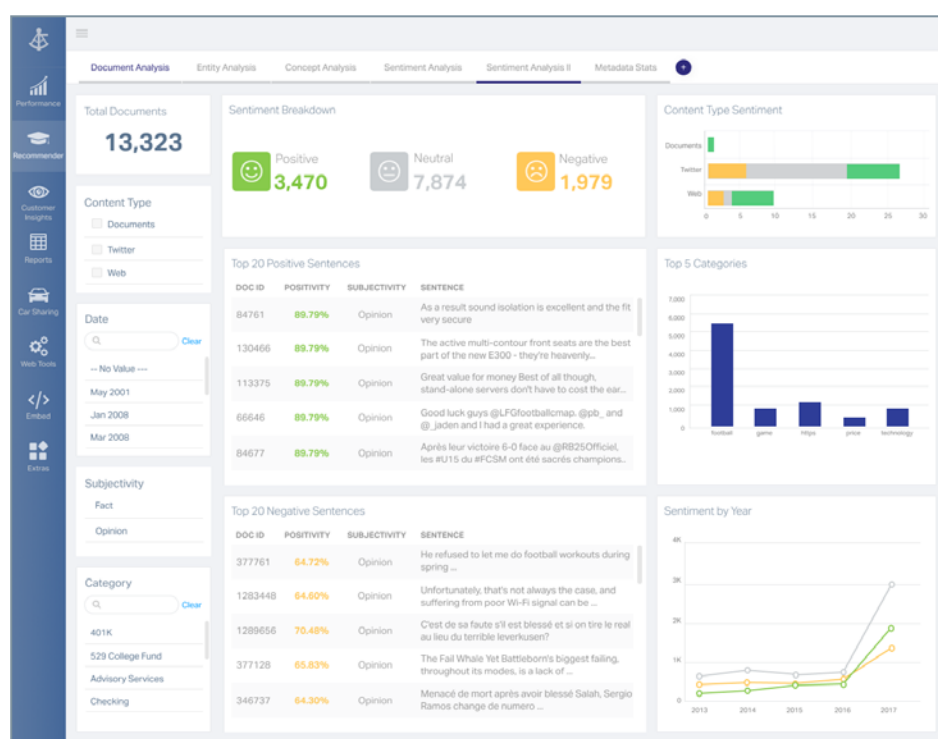 Document Analysis Entity Analysis Concept Analysis Sentiment Analysis Sentiment Analysis II Metadata Stats +
Performance
Recommender
Customer
Insights
Reports
Car Sharing
Web Tools
</>
Embed
Extras
Total Documents
13,323
Content Type
Documents
Twitter
Web
Date
Clear
-- No Value ---
May 2001
Jan 2008
Mar 2008
Subjectivity
Fact
Opinion
Category
Clear
401K
529 College Fund
Advisory Services
Checking
Sentiment Breakdown
Positive
3,470
Neutral
7,874
Negative
1,979
Top 20 Positive Sentences
DOC ID POSITIVITY SUBJECTIVITY SENTENCE
84761 89.79% Opinion As a result sound isolation is excellent and the fit
very secure
130466 89.79% Opinion The active multi-contour front seats are the best
part of the new E300 - they're heavenly...
113375 89.79% Opinion Great value for money Best of all though,
stand-alone servers don't have to cost the ear...
66646 89.79% Opinion Good luck guys @LFGfootballcmap. @pb_ and
@_jaden and I had a great experience.
84677 89.79% Opinion Après leur victoire 6-0 face au @RB25Officiel,
les #U15 du #FCSM ont été sacrés champions..
Top 20 Negative Sentences
DOC ID POSITIVITY SUBJECTIVITY SENTENCE
377761 64.72% Opinion He refused to let me do football workouts during
spring ...
1283448 64.60% Opinion Unfortunately, that's not always the case, and
suffering from poor Wi-Fi signal can be ...
1289656 70.48% Opinion C'est de sa faute s'il est blessé et si on tire le real
au lieu du terrible leverkusen?
377128 65.83% Opinion The Fail Whale Yet Battleborn's biggest failing,
throughout its modes, is a lack of ...
346737 64.30% Opinion Menacé de mort après avoir blessé Salah, Sergio
Ramos change de numero ...
Content Type Sentiment
Documents
Twitter
Web
0 5 10 15 20 25 30
Top 5 Categories
7,000
6,000
5,000
4,000
3,000
2,000
1,000
0
football game https price technology
Sentiment by Year
4K
3K
2K
1K
0
2013 2014 2015 2016 2017